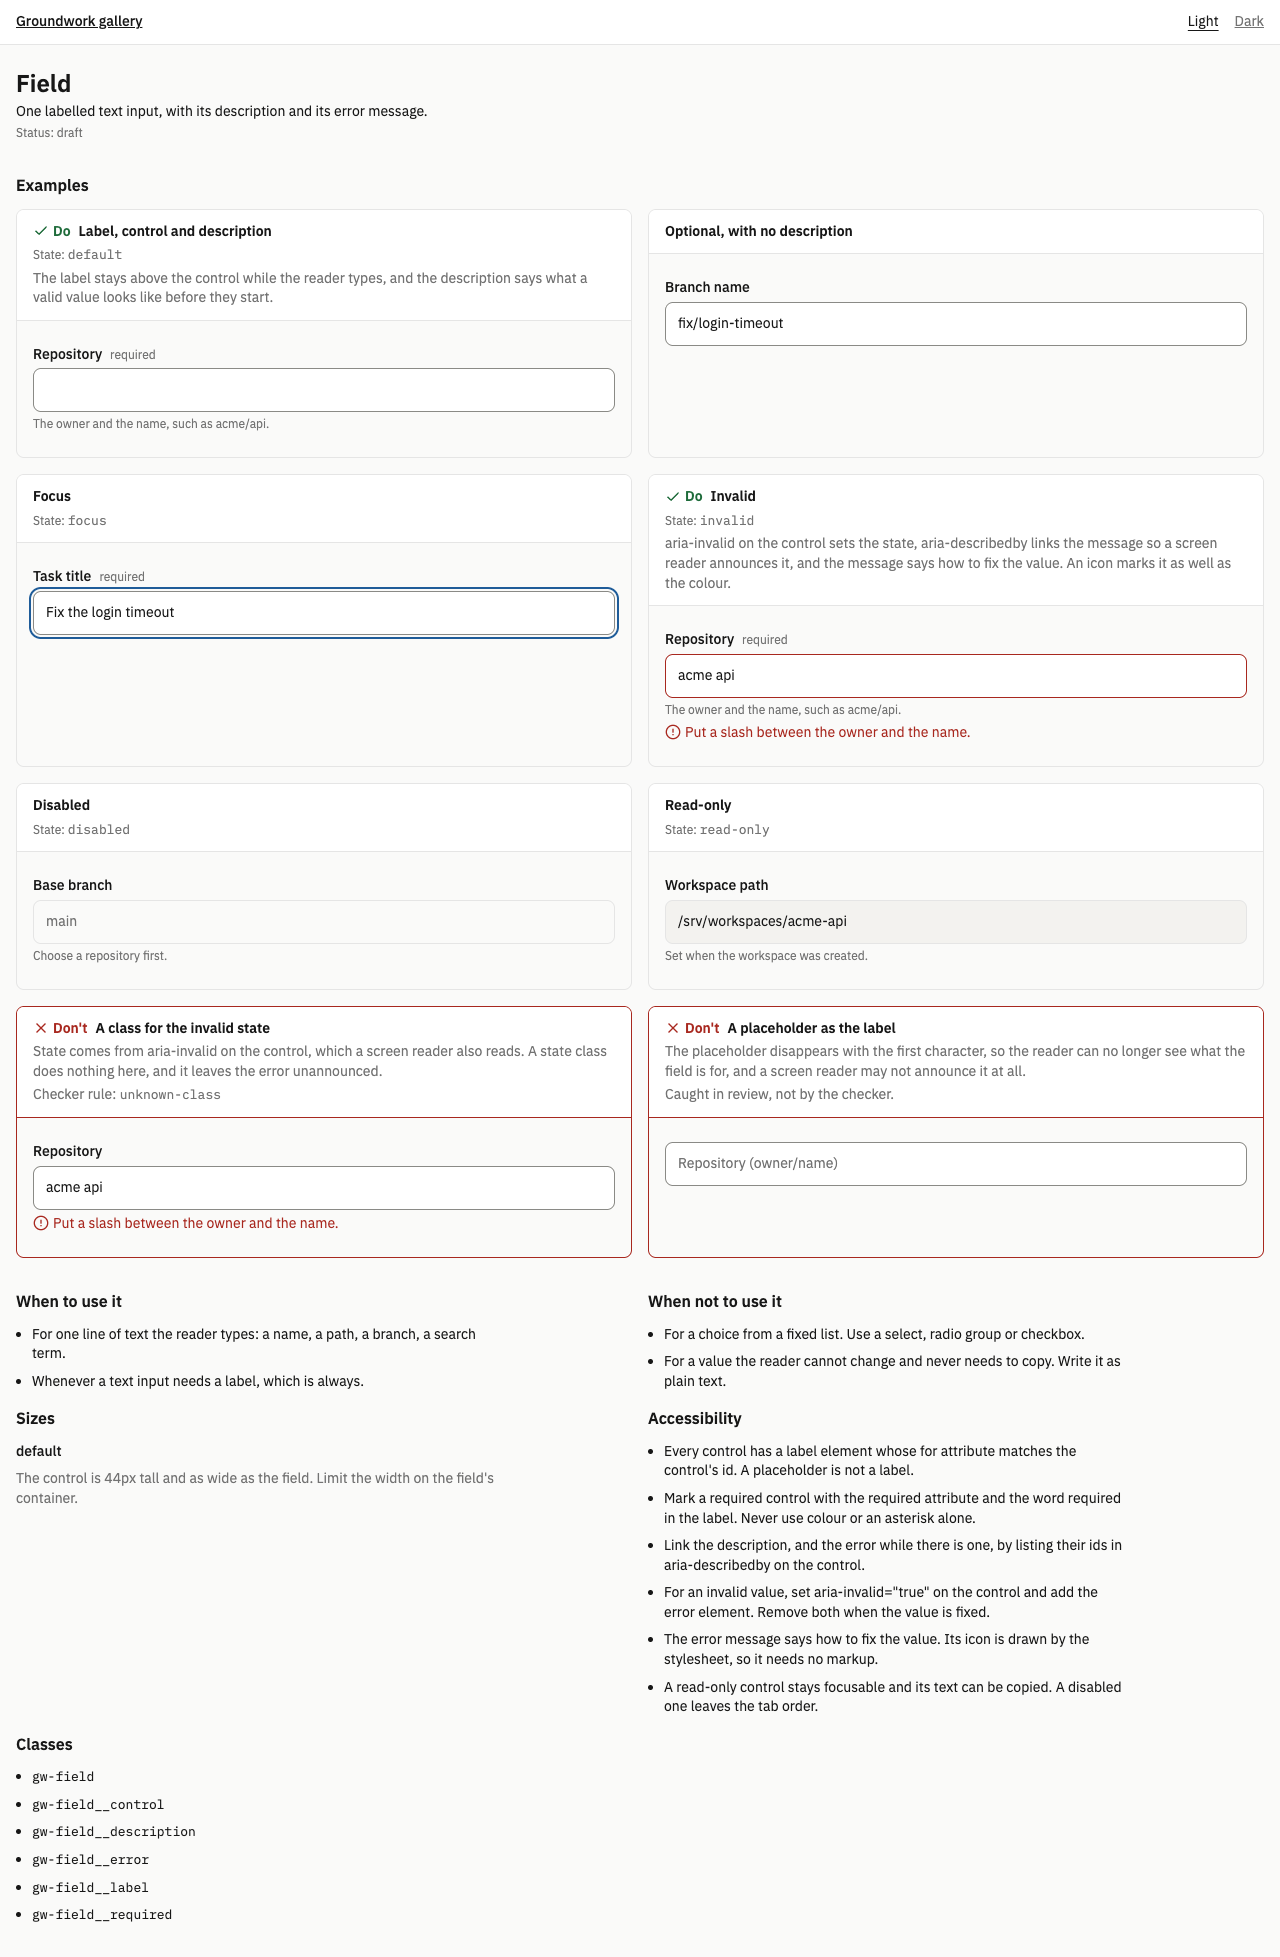 Groundwork gallery
Light Dark
Field
One labelled text input, with its description and its error message.
Status: draft
Examples
Do Label, control and description
State: default
The label stays above the control while the reader types, and the description says what a
valid value looks like before they start.
Repository required
The owner and the name, such as acme/api.
Optional, with no description
Branch name
fix/login-timeout
Focus
State: focus
Task title required
Fix the login timeout
Do Invalid
State: invalid
aria-invalid on the control sets the state, aria-describedby links the message so a screen
reader announces it, and the message says how to fix the value. An icon marks it as well as
the colour.
Repository required
acme api
The owner and the name, such as acme/api.
Put a slash between the owner and the name.
Disabled
State: disabled
Base branch
main
Choose a repository first.
Read-only
State: read-only
Workspace path
/srv/workspaces/acme-api
Set when the workspace was created.
Don't A class for the invalid state
State comes from aria-invalid on the control, which a screen reader also reads. A state class
does nothing here, and it leaves the error unannounced.
Checker rule: unknown-class
Repository
acme api
Put a slash between the owner and the name.
Don't A placeholder as the label
The placeholder disappears with the first character, so the reader can no longer see what the
field is for, and a screen reader may not announce it at all.
Caught in review, not by the checker.
Repository (owner/name)
When to use it
For one line of text the reader types: a name, a path, a branch, a search
term.
Whenever a text input needs a label, which is always.
When not to use it
For a choice from a fixed list. Use a select, radio group or checkbox.
For a value the reader cannot change and never needs to copy. Write it as
plain text.
Sizes
default
The control is 44px tall and as wide as the field. Limit the width on the field's
container.
Accessibility
Every control has a label element whose for attribute matches the
control's id. A placeholder is not a label.
Mark a required control with the required attribute and the word required
in the label. Never use colour or an asterisk alone.
Link the description, and the error while there is one, by listing their ids in
aria-describedby on the control.
For an invalid value, set aria-invalid="true" on the control and add the
error element. Remove both when the value is fixed.
The error message says how to fix the value. Its icon is drawn by the
stylesheet, so it needs no markup.
A read-only control stays focusable and its text can be copied. A disabled
one leaves the tab order.
Classes
gw-field
gw-field__control
gw-field__description
gw-field__error
gw-field__label
gw-field__required